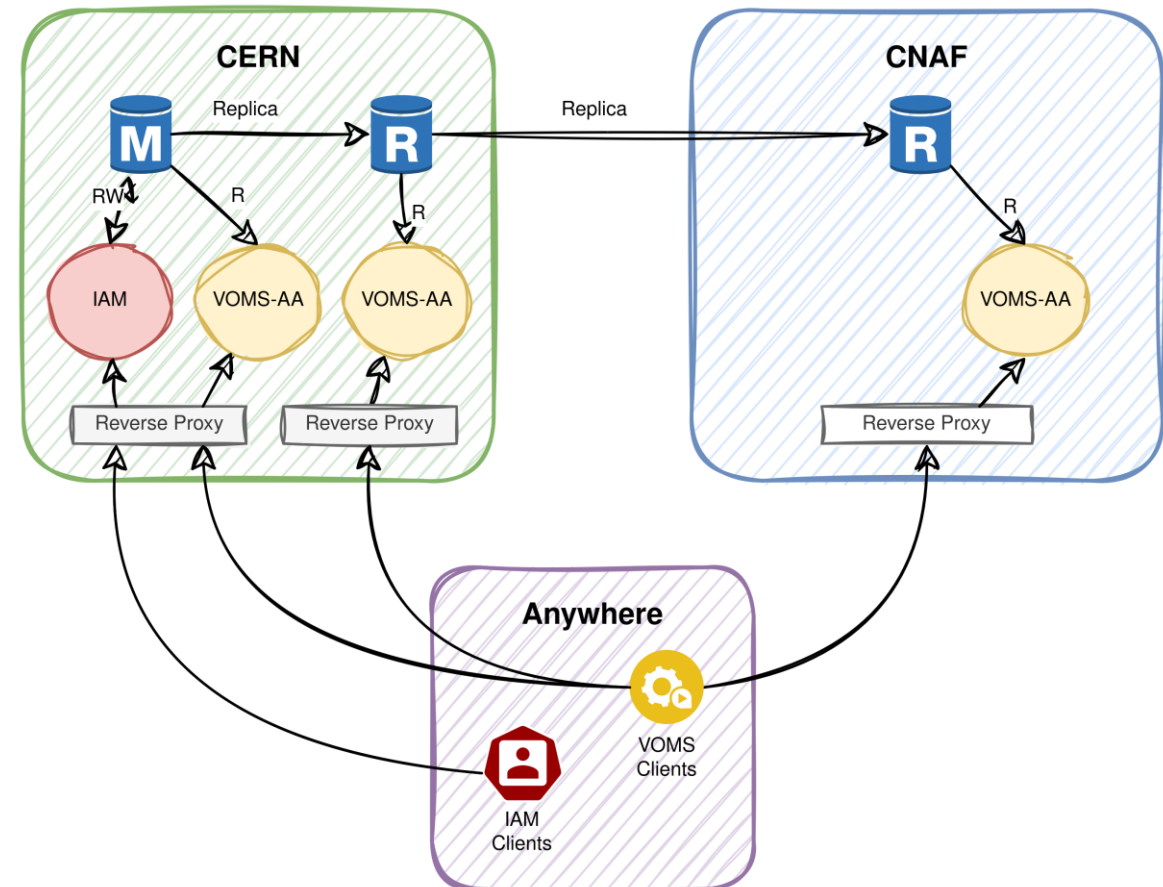 CERN
CNAF
Replica
Replica
M
R
R
RW
R
R
R
IAM
VOMS-AA
VOMS-AA
VOMS-AA
Reverse Proxy
Reverse Proxy
Reverse Proxy
Anywhere
VOMS
Clients
IAM
Clients